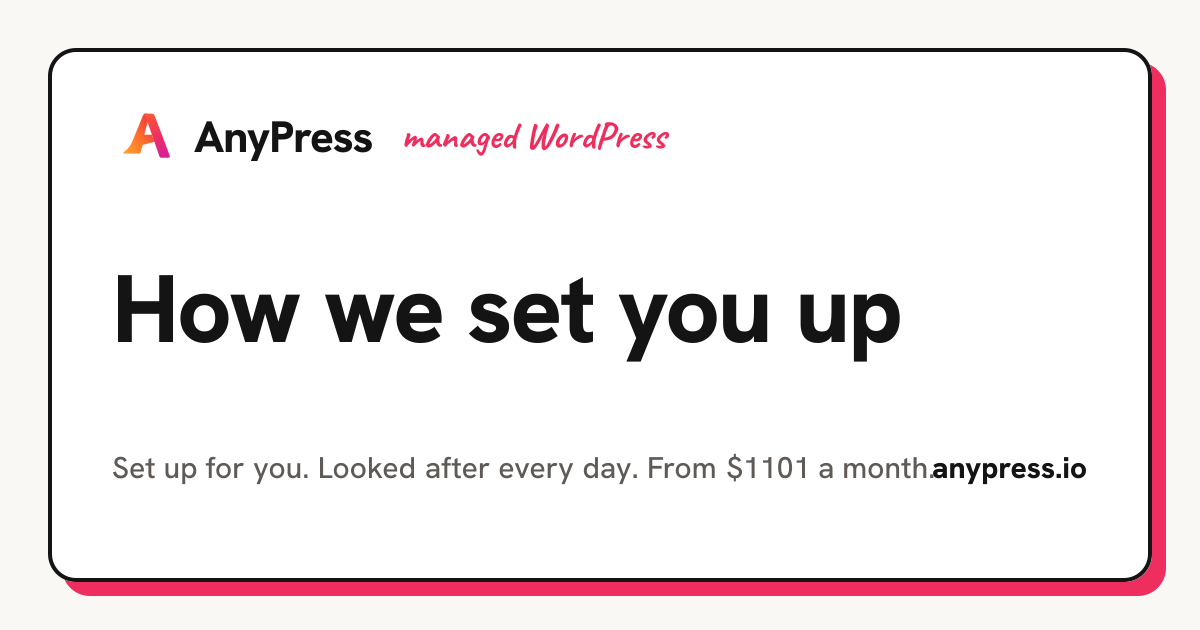 AnyPress managed WordPress
How we set you up
Set up for you. Looked after every day. From $1101 a month.anypress.io